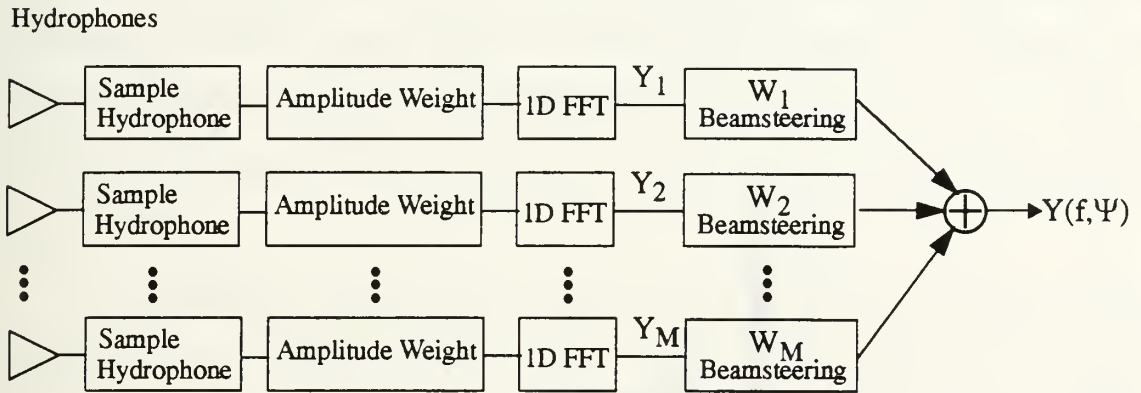 Hydrophones
Sample
Hydrophone
Amplitude Weight
1D FFT
Y1
W1
Beamsteering
Sample
Hydrophone
Amplitude Weight
1D FFT
Y2
W2
Beamsteering
Y(f,Ψ)
Sample
Hydrophone
Amplitude Weight
1D FFT
YM
WM
Beamsteering